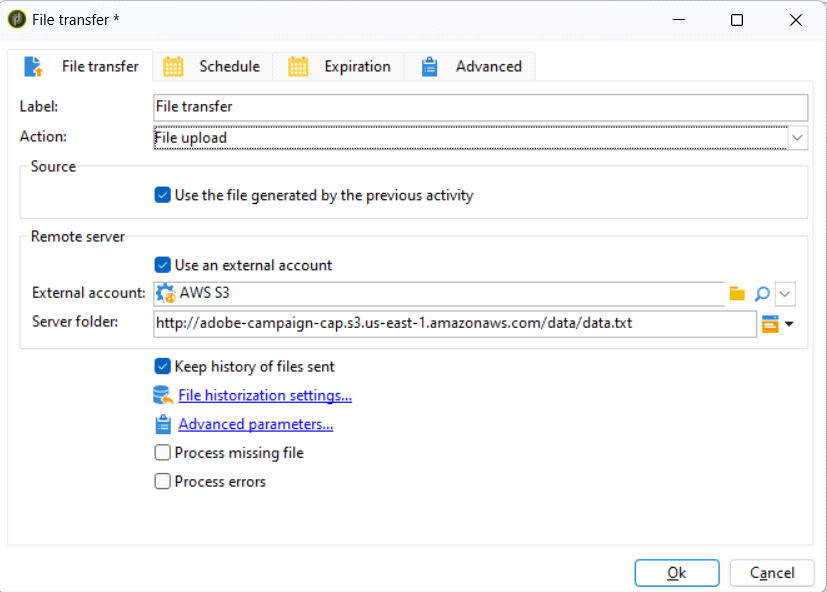 File transfer *
File transfer Schedule Expiration Advanced
Label: File transfer
Action: File upload
Source
Use the file generated by the previous activity
Remote server
Use an external account
External account: AWS S3
Server folder: http://adobe-campaign-cap.s3.us-east-1.amazonaws.com/data/data.txt
Keep history of files sent
File historization settings...
Advanced parameters...
Process missing file
Process errors
Ok Cancel